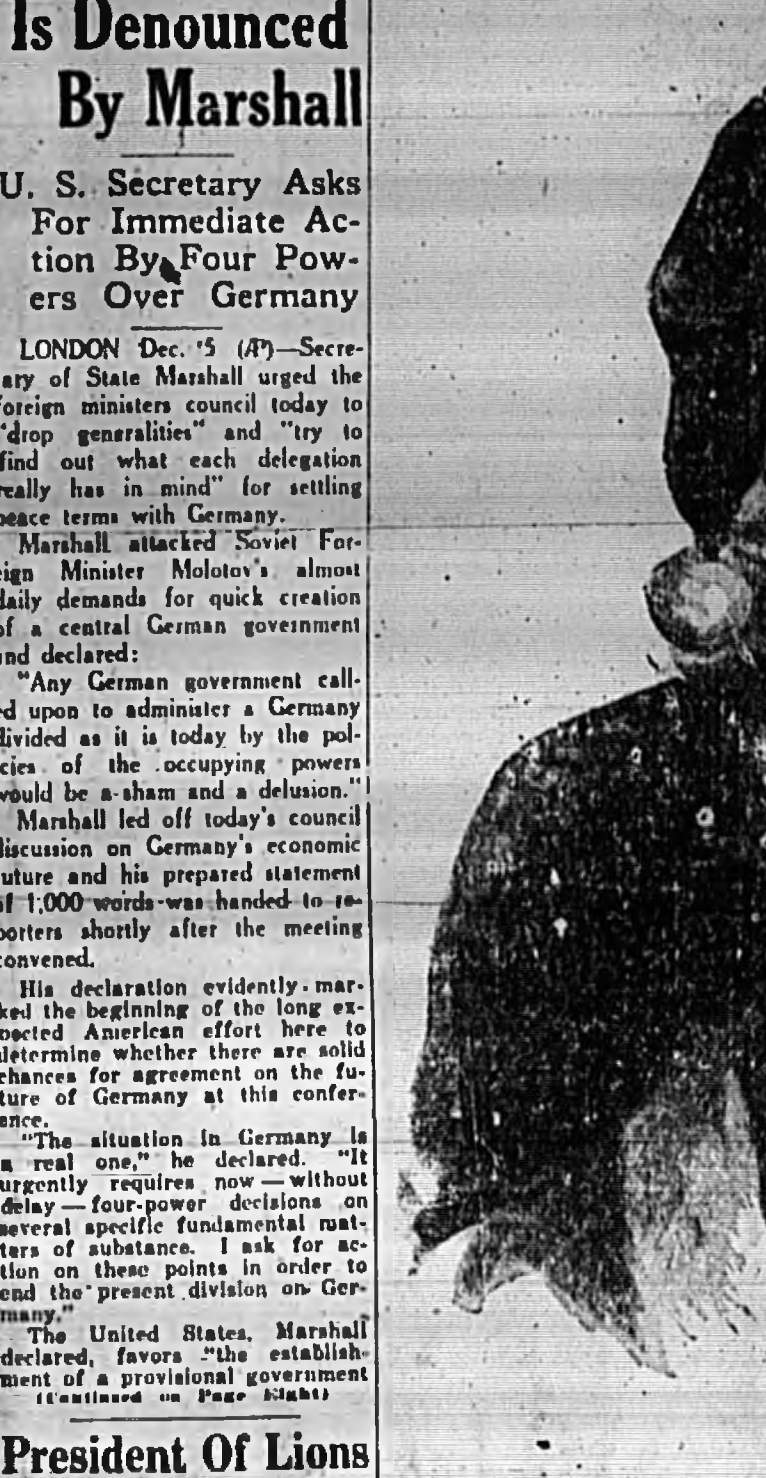 Is Denounced
By Marshall
U. S. Secretary Asks
For Immediate Ac-
tion By Four Pow-
ers Over Germany
LONDON Dec. 5 (AP)—Secre-
ary of State Marshall urged the
oreign ministers council today to
"drop generalities" and "try to
find out what each delegation
really has in mind" for settling
peace terms with Germany.
Marshall attacked Soviet For-
eign Minister Molotov's almost
daily demands for quick creation
of a central German government
and declared:
"Any German government call-
ed upon to administer a Germany
divided as it is today by the pol-
cies of the occupying powers
would be a sham and a delusion."
Marshall led off today's council
discussion on Germany's economic
uture and his prepared statement
of 1,000 words was handed to re-
porters shortly after the meeting
convened.
His declaration evidently mar-
ked the beginning of the long ex-
pected American effort here to
determine whether there are solid
chances for agreement on the fu-
ture of Germany at this confer-
ence.
"The situation in Germany is
a real one," he declared. "It
urgently requires now — without
delay — four-power decisions on
several specific fundamental mat-
ters of substance. I ask for ac-
tion on these points in order to
end the present division on Ger-
many."
The United States, Marshall
declared, favors "the establish-
ment of a provisional government
(Continued on Page Eight)
President Of Lions